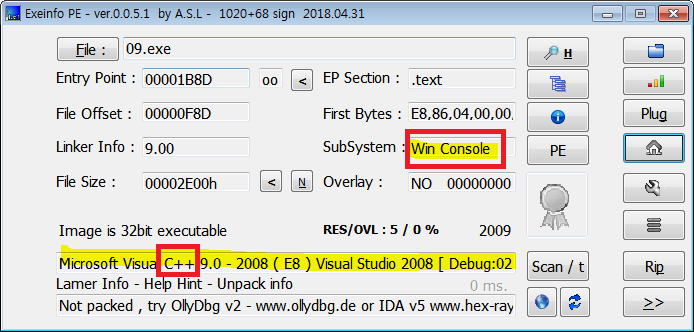 Exeinfo PE - ver.0.0.5.1 by A.S.L - 1020+68 sign 2018.04.31
File : 09.exe H
Entry Point : 00001B8D oo < EP Section : .text
File Offset : 00000F8D First Bytes : E8,86,04,00,00, Plug
Linker Info : 9.00 SubSystem : Win Console PE
File Size : 00002E00h < N Overlay : NO 00000000
Image is 32bit executable RES/OVL : 5 / 0 % 2009
Microsoft Visual C++ 9.0 - 2008 ( E8 ) Visual Studio 2008 [ Debug:02 Scan / t Rip
Lamer Info - Help Hint - Unpack info 0 ms.
Not packed , try OllyDbg v2 - www.ollydbg.de or IDA v5 www.hex-ray >>